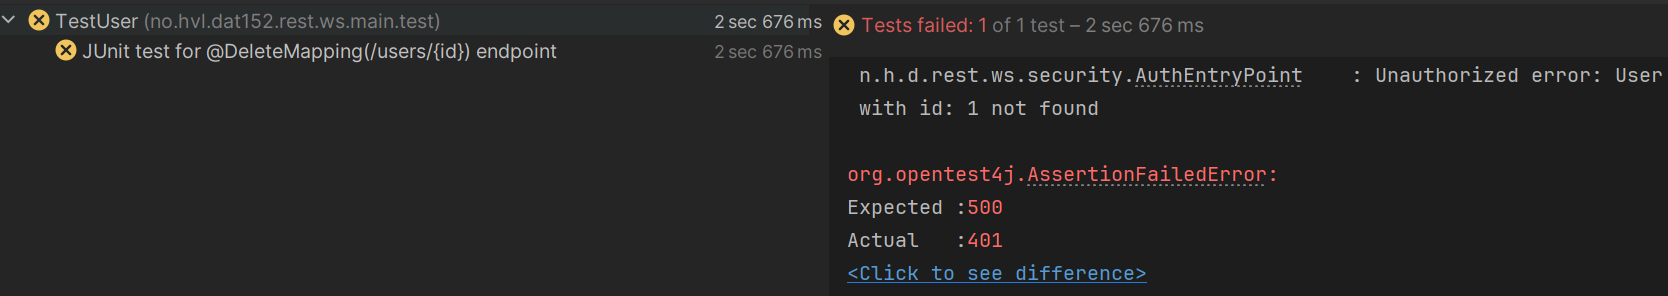 TestUser (no.hvl.dat152.rest.ws.main.test) 2 sec 676 ms
JUnit test for @DeleteMapping(/users/{id}) endpoint 2 sec 676 ms
Tests failed: 1 of 1 test – 2 sec 676 ms
n.h.d.rest.ws.security.AuthEntryPoint    : Unauthorized error: User
with id: 1 not found
org.opentest4j.AssertionFailedError:
Expected :500
Actual   :401
<Click to see difference>